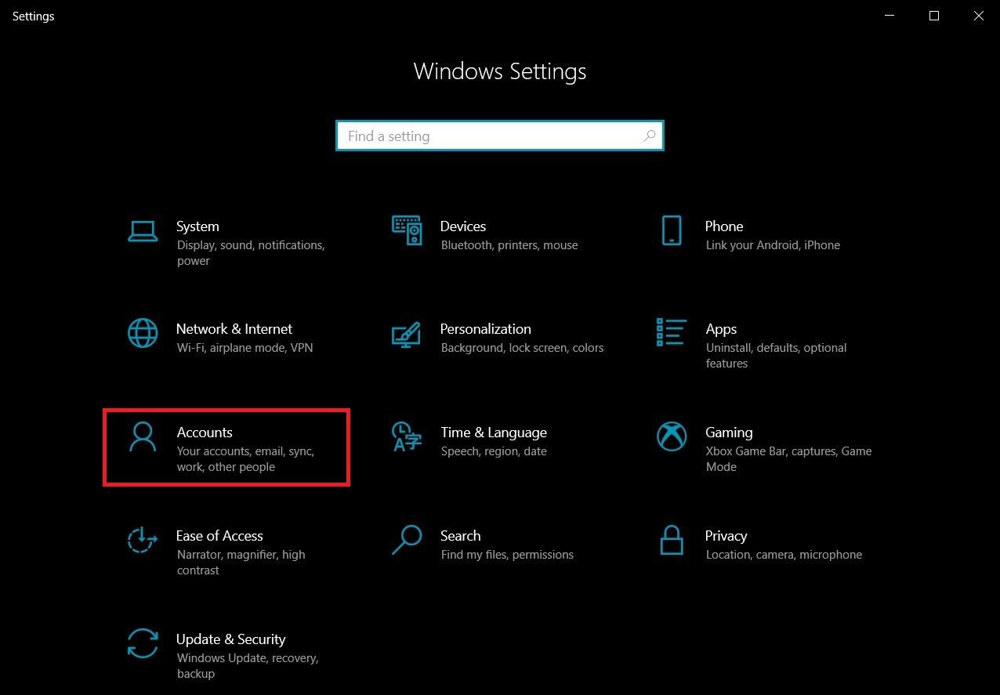 Settings
Windows Settings
Find a setting
System
Display, sound, notifications,
power
Devices
Bluetooth, printers, mouse
Phone
Link your Android, iPhone
Network & Internet
Wi-Fi, airplane mode, VPN
Personalization
Background, lock screen, colors
Apps
Uninstall, defaults, optional
features
Accounts
Your accounts, email, sync,
work, other people
Time & Language
Speech, region, date
Gaming
Xbox Game Bar, captures, Game
Mode
Ease of Access
Narrator, magnifier, high
contrast
Search
Find my files, permissions
Privacy
Location, camera, microphone
Update & Security
Windows Update, recovery,
backup